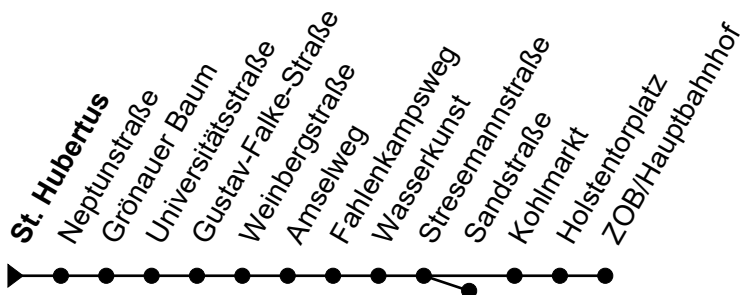 St. Hubertus
Neptunstraße
Grönauer Baum
Universitätsstraße
Gustav-Falke-Straße
Weinbergstraße
Amselweg
Fahlenkampsweg
Wasserkunst
Stresemannstraße
Sandstraße
Kohlmarkt
Holstentorplatz
ZOB/Hauptbahnhof